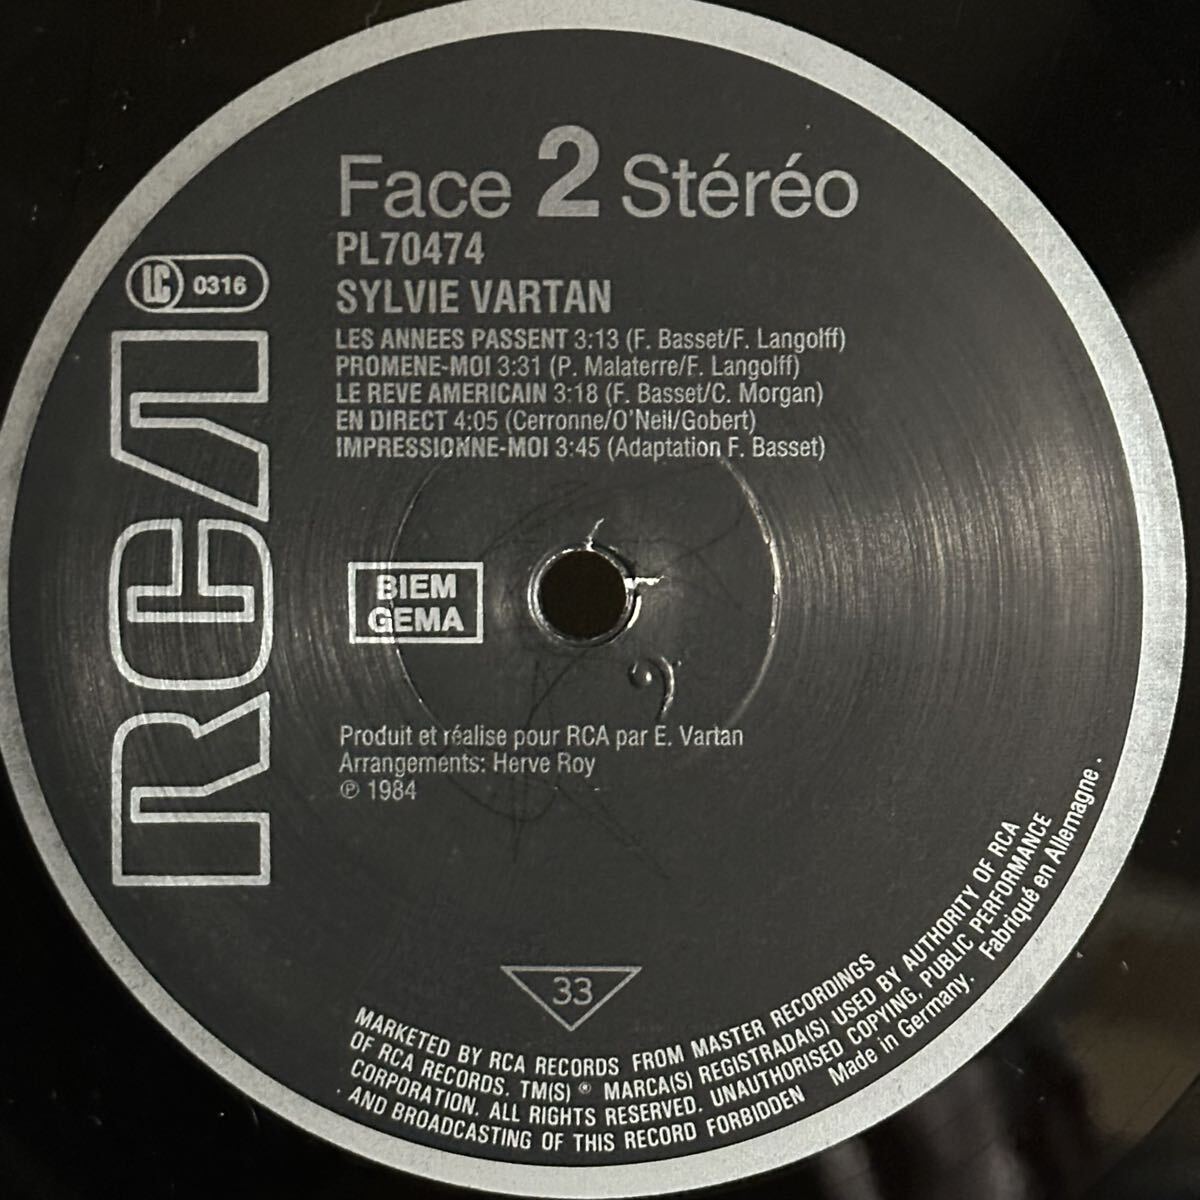 Face 2 Stéréo
PL70474
LC 0316
SYLVIE VARTAN
LES ANNEES PASSENT 3:13 (F. Basset/F. Langolff)
PROMENE-MOI 3:31 (P. Malaterre/F. Langolff)
LE REVE AMERICAIN 3:18 (F. Basset/C. Morgan)
EN DIRECT 4:05 (Cerronne/O'Neil/Gobert)
IMPRESSIONNE-MOI 3:45 (Adaptation F. Basset)
RCA
BIEM
GEMA
Produit et réalise pour RCA par E. Vartan
Arrangements: Herve Roy
℗ 1984
33
MARKETED BY RCA RECORDS FROM MASTER RECORDINGS
OF RCA RECORDS. TM(S) ® MARCA(S) REGISTRADA(S) USED BY AUTHORITY OF RCA
CORPORATION. ALL RIGHTS RESERVED. UNAUTHORISED COPYING, PUBLIC PERFORMANCE
AND BROADCASTING OF THIS RECORD FORBIDDEN Made in Germany. Fabriqué en Allemagne.